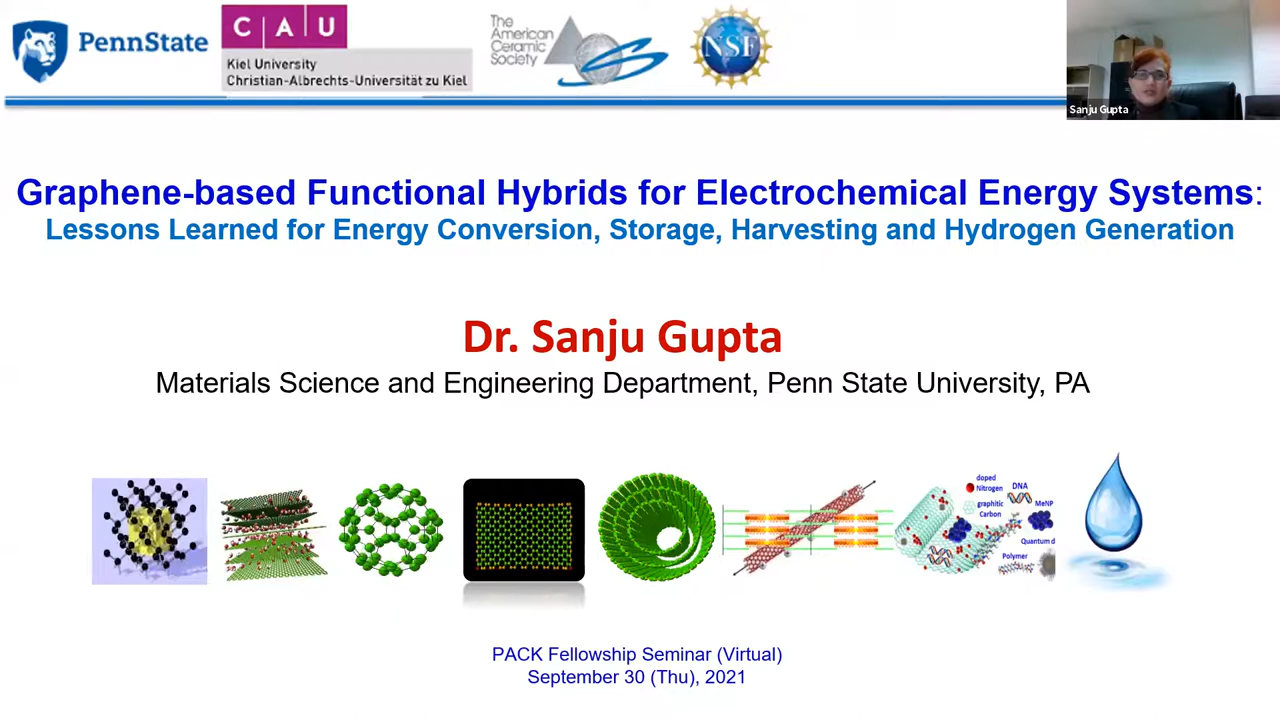 PennState
CAU
Kiel University
Christian-Albrechts-Universität zu Kiel
The
American
Ceramic
Society
NSF
Sanju Gupta
Graphene-based Functional Hybrids for Electrochemical Energy Systems:
Lessons Learned for Energy Conversion, Storage, Harvesting and Hydrogen Generation
Dr. Sanju Gupta
Materials Science and Engineering Department, Penn State University, PA
doped
Nitrogen
DNA
graphitic
Carbon
MeNP
Quantum d
Polymer
PACK Fellowship Seminar (Virtual)
September 30 (Thu), 2021